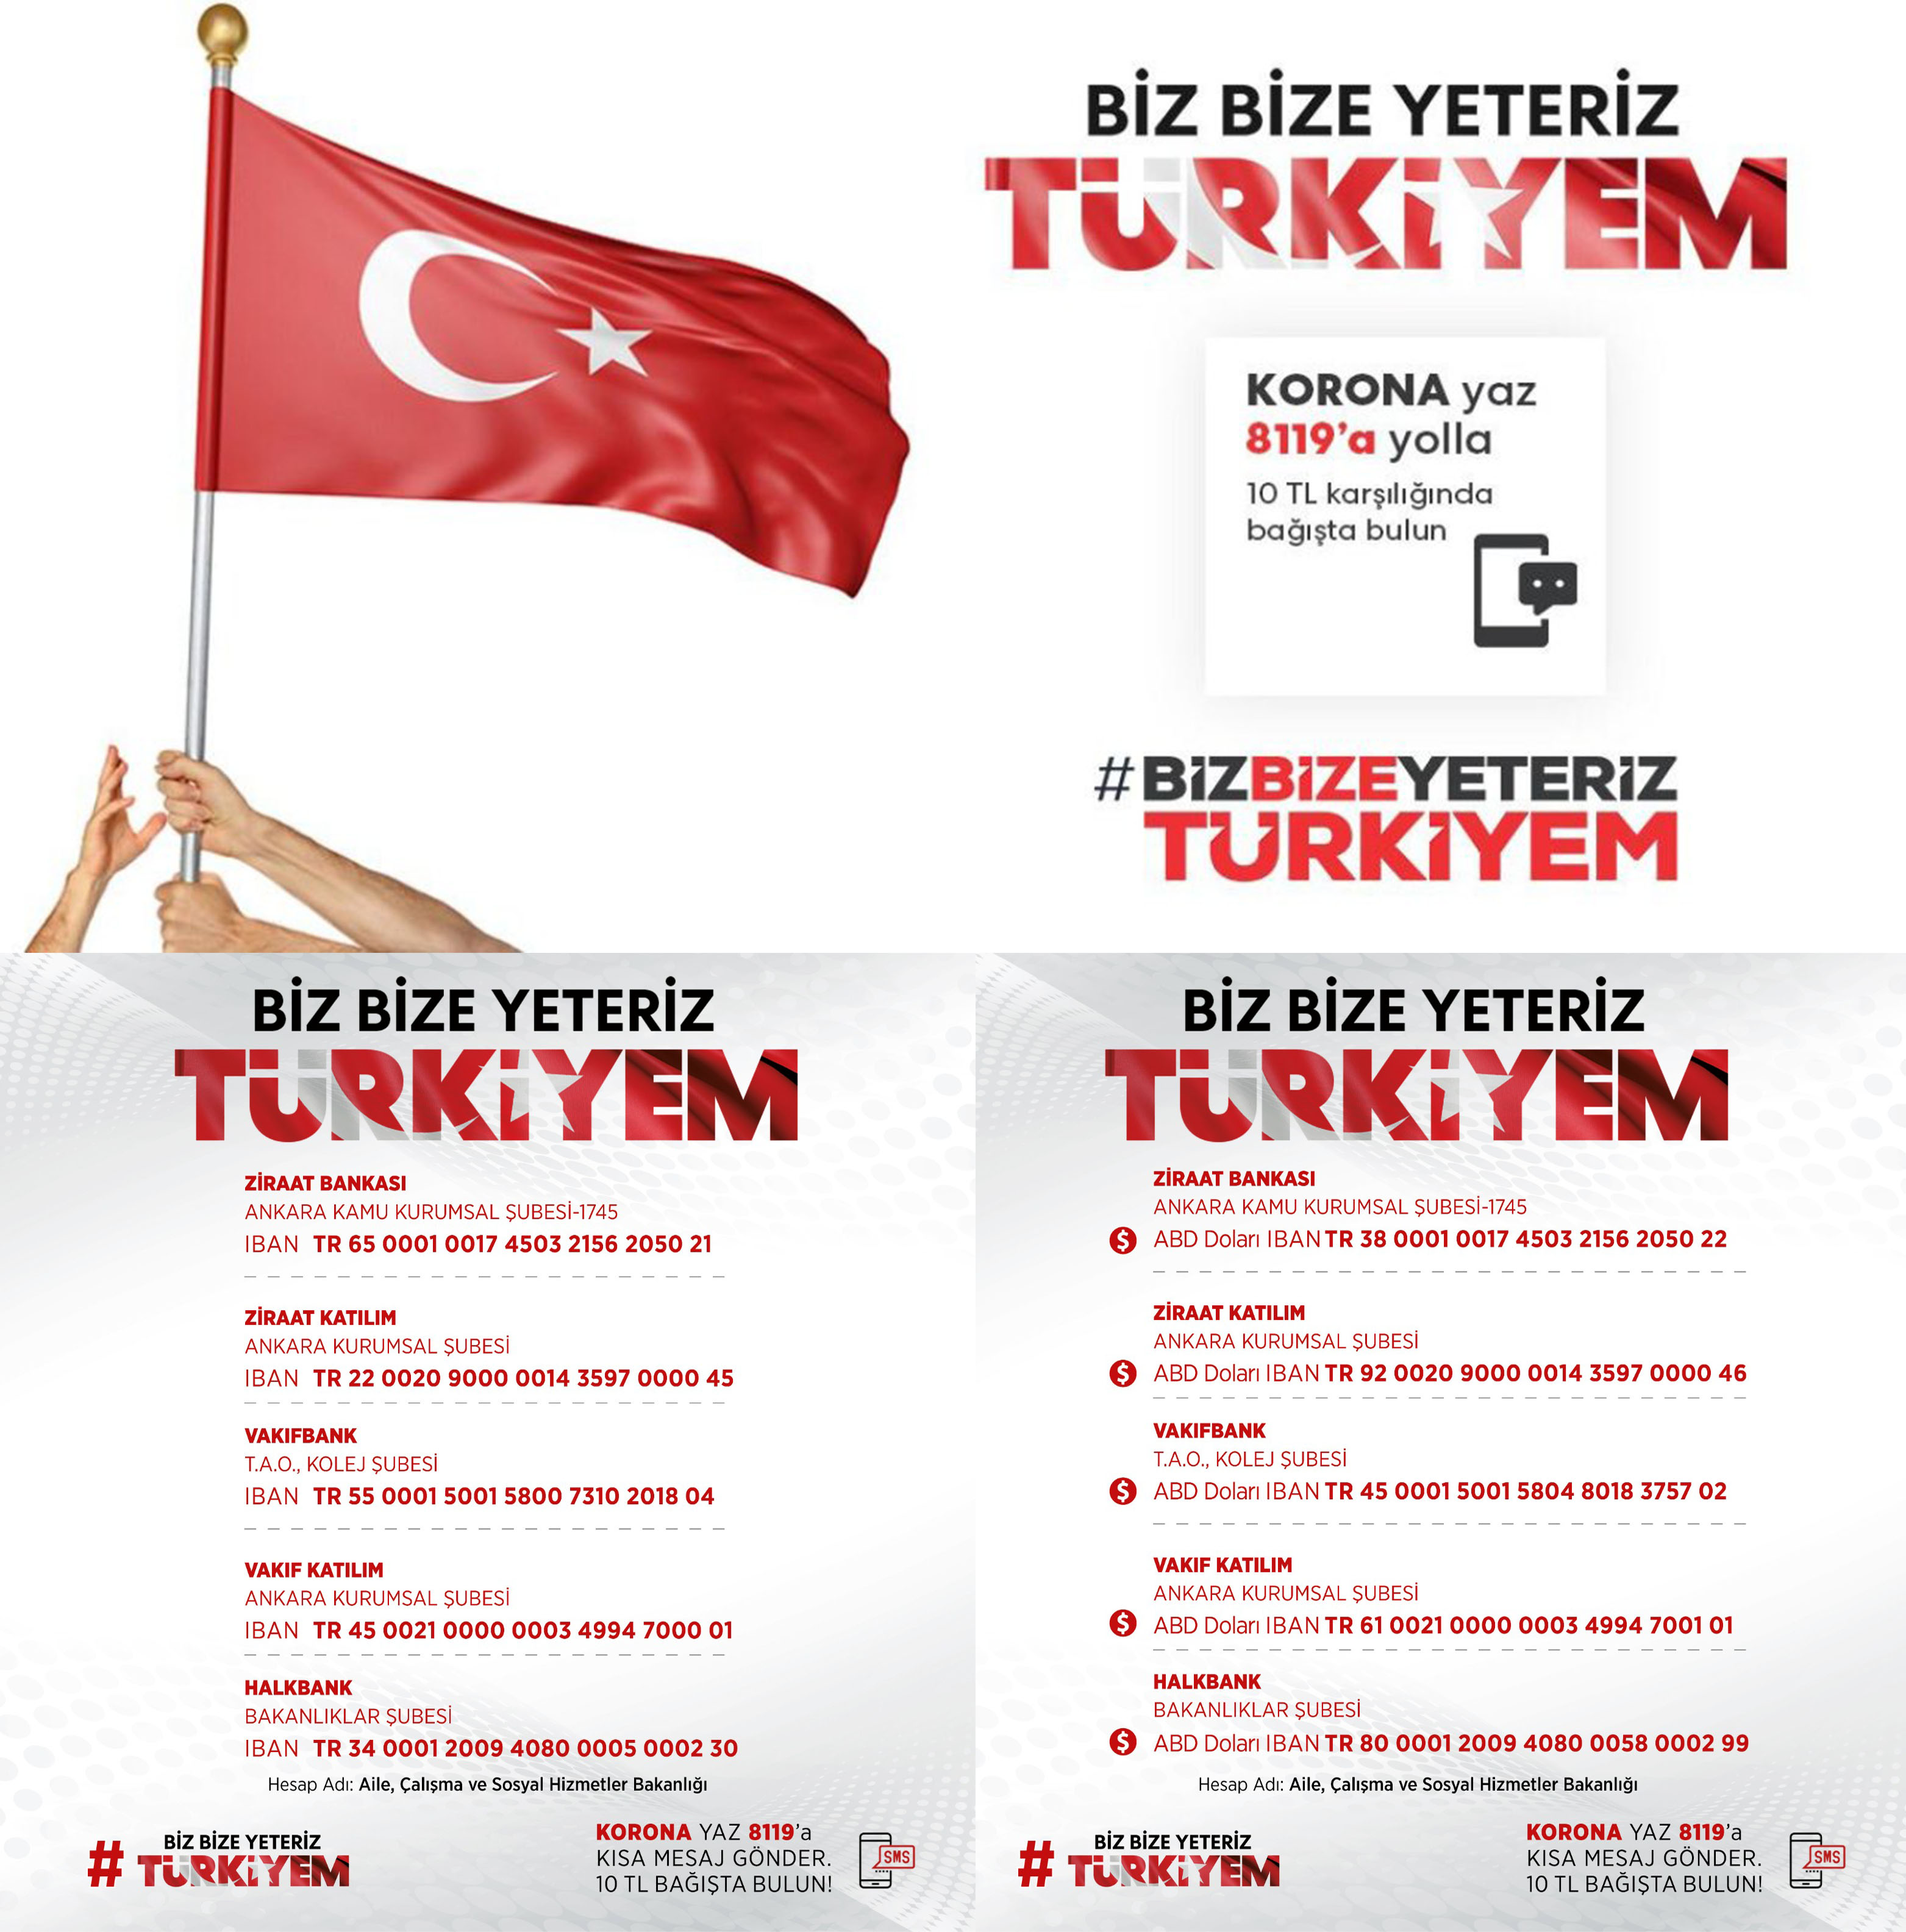 BİZ BİZE YETERİZ
TÜRKİYEM
KORONA yaz
8119'a yolla
10 TL karşılığında
bağışta bulun
#BİZBİZEYETERİZ
TÜRKİYEM
BİZ BİZE YETERİZ
TÜRKİYEM
ZİRAAT BANKASI
ANKARA KAMU KURUMSAL ŞUBESİ-1745
IBAN TR 65 0001 0017 4503 2156 2050 21
ZİRAAT KATILIM
ANKARA KURUMSAL ŞUBESİ
IBAN TR 22 0020 9000 0014 3597 0000 45
VAKIFBANK
T.A.O., KOLEJ ŞUBESİ
IBAN TR 55 0001 5001 5800 7310 2018 04
VAKIF KATILIM
ANKARA KURUMSAL ŞUBESİ
IBAN TR 45 0021 0000 0003 4994 7000 01
HALKBANK
BAKANLIKLAR ŞUBESİ
IBAN TR 34 0001 2009 4080 0005 0002 30
Hesap Adı: Aile, Çalışma ve Sosyal Hizmetler Bakanlığı
# BİZ BİZE YETERİZ
TÜRKİYEM
KORONA YAZ 8119'a
KISA MESAJ GÖNDER.
10 TL BAĞIŞTA BULUN!
SMS
BİZ BİZE YETERİZ
TÜRKİYEM
ZİRAAT BANKASI
ANKARA KAMU KURUMSAL ŞUBESİ-1745
$ ABD Doları IBAN TR 38 0001 0017 4503 2156 2050 22
ZİRAAT KATILIM
ANKARA KURUMSAL ŞUBESİ
$ ABD Doları IBAN TR 92 0020 9000 0014 3597 0000 46
VAKIFBANK
T.A.O., KOLEJ ŞUBESİ
$ ABD Doları IBAN TR 45 0001 5001 5804 8018 3757 02
VAKIF KATILIM
ANKARA KURUMSAL ŞUBESİ
$ ABD Doları IBAN TR 61 0021 0000 0003 4994 7001 01
HALKBANK
BAKANLIKLAR ŞUBESİ
$ ABD Doları IBAN TR 80 0001 2009 4080 0058 0002 99
Hesap Adı: Aile, Çalışma ve Sosyal Hizmetler Bakanlığı
# BİZ BİZE YETERİZ
TÜRKİYEM
KORONA YAZ 8119'a
KISA MESAJ GÖNDER.
10 TL BAĞIŞTA BULUN!
SMS